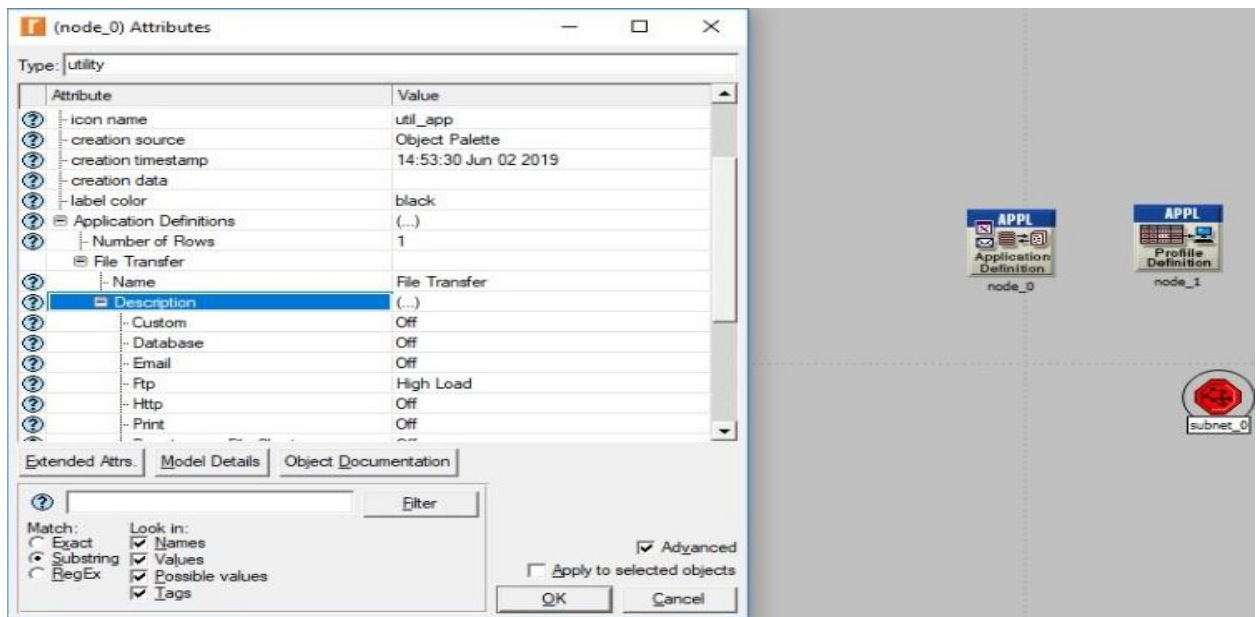 (node_0) Attributes
Type: utility
Attribute Value
icon name util_app
creation source Object Palette
creation timestamp 14:53:30 Jun 02 2019
creation data
label color black
Application Definitions (...)
Number of Rows 1
File Transfer
Name File Transfer
Description (...)
Custom Off
Database Off
Email Off
Ftp High Load
Http Off
Print Off
Extended Attrs. Model Details Object Documentation
Filter
Match: Look in:
Exact Names
Substring Values
RegEx Possible values
Tags
Advanced
Apply to selected objects
OK Cancel
APPL
Application
Definition
node_0
APPL
Profile
Definition
node_1
subnet_0